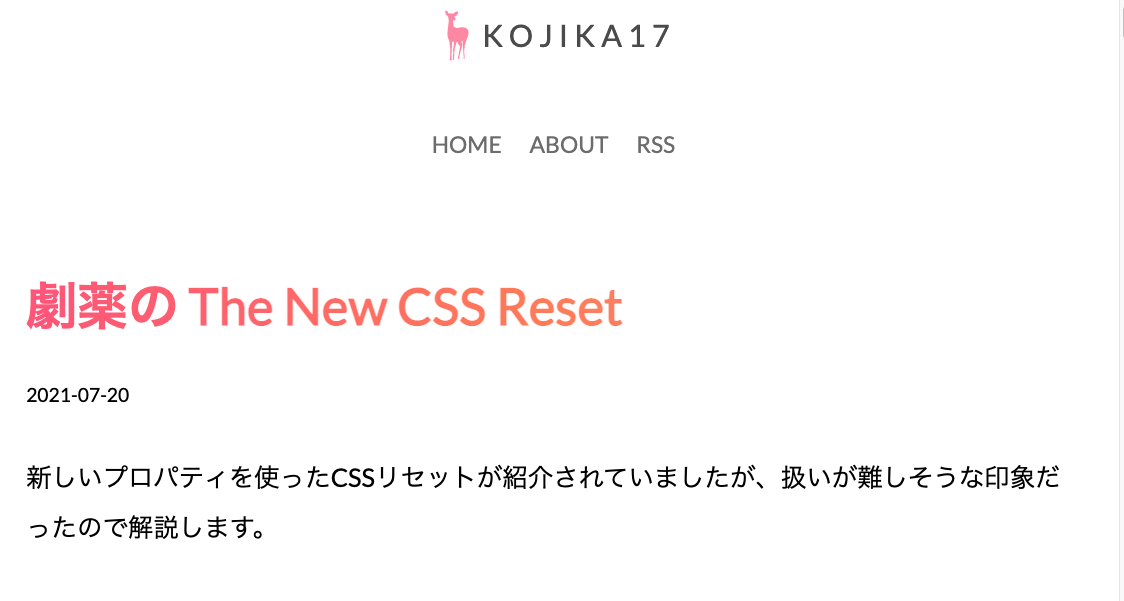 KOJIKA17
HOME ABOUT RSS
劇薬の The New CSS Reset
2021-07-20
新しいプロパティを使ったCSSリセットが紹介されていましたが、扱いが難しそうな印象だ
ったので解説します。